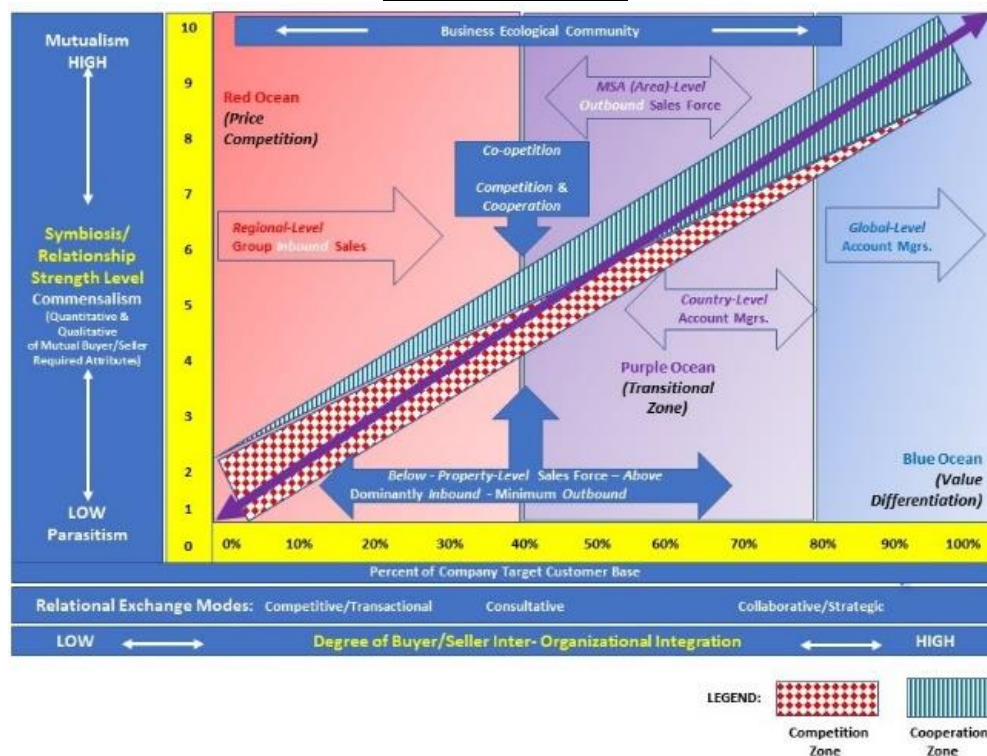 Mutualism
HIGH
Symbiosis/
Relationship
Strength Level
Commensalism
(Quantitative &
Qualitative
of Mutual Buyer/Seller
Required Attributes)
LOW
Parasitism
10
9
8
7
6
5
4
3
2
1
0
Business Ecological Community
Red Ocean
(Price
Competition)
MSA (Area)-Level
Outbound Sales Force
Co-opetition
Competition &
Cooperation
Regional-Level
Group Inbound Sales
Global-Level
Account Mgrs.
Country-Level
Account Mgrs.
Purple Ocean
(Transitional
Zone)
Below - Property-Level Sales Force – Above
Dominantly Inbound - Minimum Outbound
Blue Ocean
(Value
Differentiation)
0% 10% 20% 30% 40% 50% 60% 70% 80% 90% 100%
Percent of Company Target Customer Base
Relational Exchange Modes: Competitive/Transactional Consultative Collaborative/Strategic
LOW Degree of Buyer/Seller Inter- Organizational Integration HIGH
LEGEND:
Competition
Zone
Cooperation
Zone